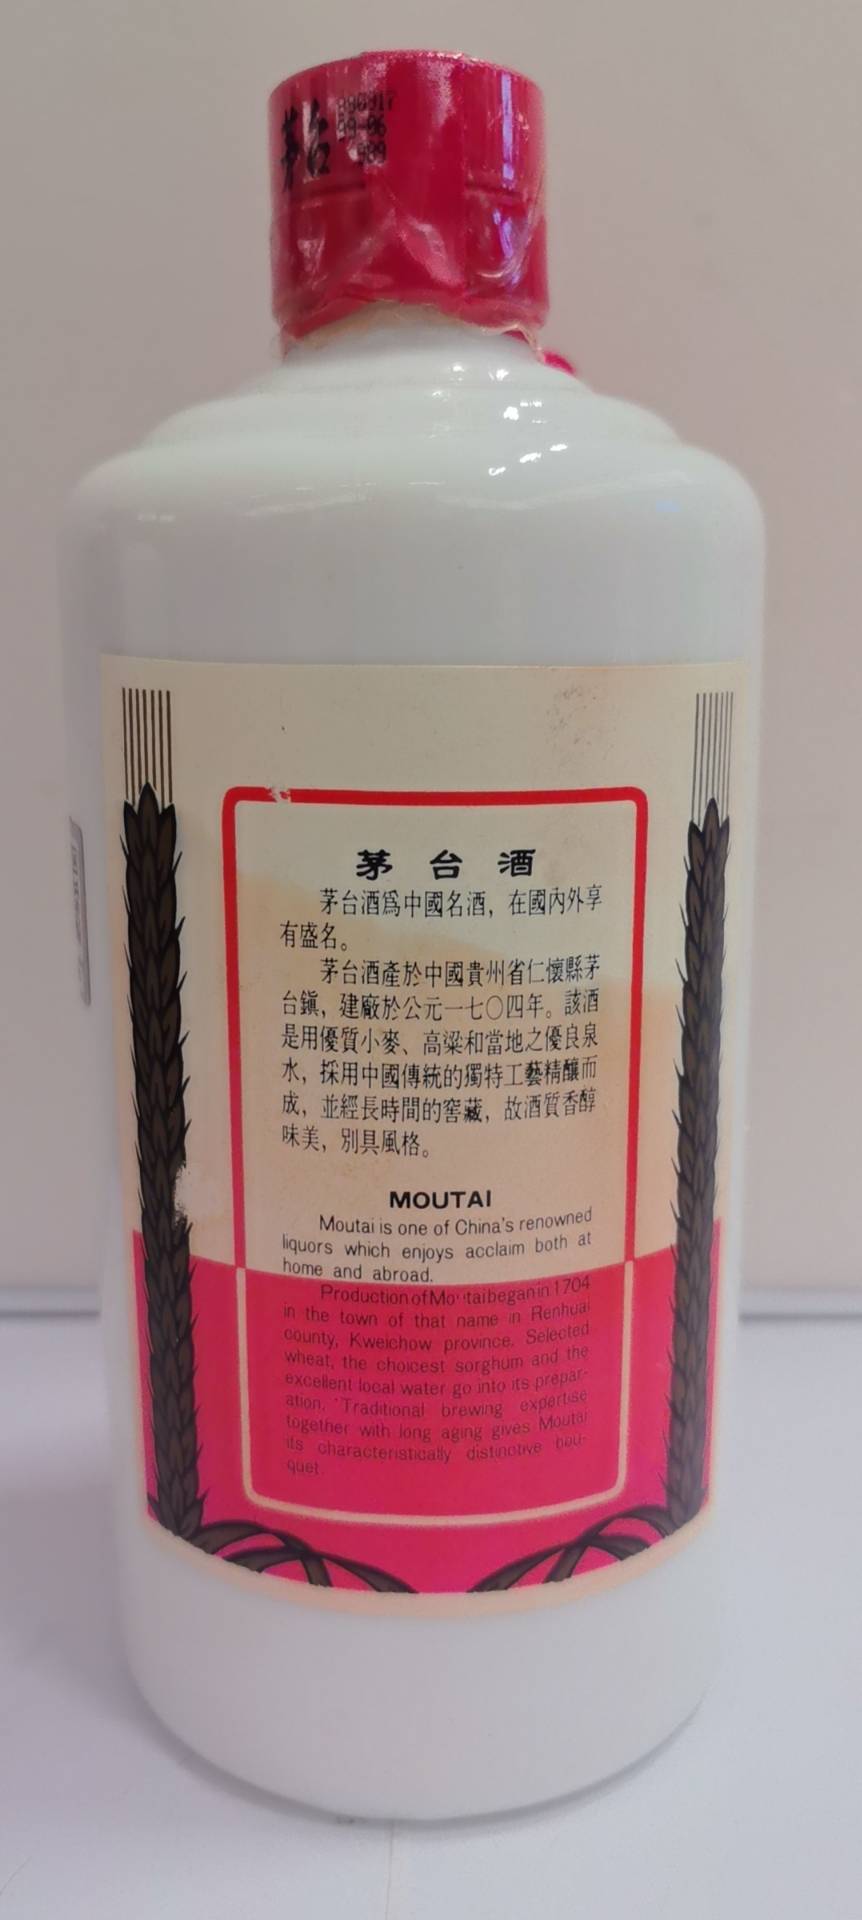 茅台
99-06
茅台酒
茅台酒爲中國名酒，在國內外享
有盛名。
茅台酒產於中國貴州省仁懷縣茅
台鎭，建廠於公元一七〇四年。該酒
是用優質小麥、高粱和當地之優良泉
水，採用中國傳統的獨特工藝精釀而
成，並經長時間的窖藏，故酒質香醇
味美，別具風格。
MOUTAI
Moutai is one of China's renowned
liquors which enjoys acclaim both at
home and abroad.
Production of Moutai began in 1704
in the town of that name in Renhuai
county, Kweichow province. Selected
wheat, the choicest sorghum and the
excellent local water go into its prepar-
ation. Traditional brewing expertise
together with long aging gives Moutai
its characteristically distinctive bou-
quet.